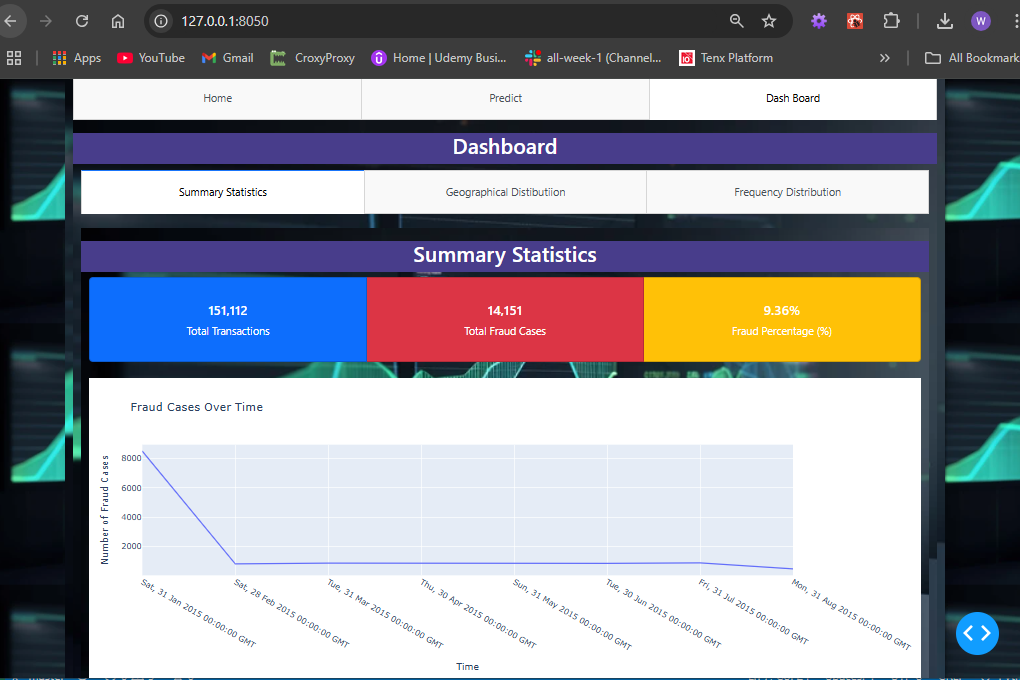 127.0.0.1:8050
W
Apps
YouTube
Gmail
CroxyProxy
Home | Udemy Busi...
all-week-1 (Channel...
Tenx Platform
»
All Bookmark
Home
Predict
Dash Board
Dashboard
Summary Statistics
Geographical Distibutiion
Frequency Distribution
Summary Statistics
151,112
Total Transactions
14,151
Total Fraud Cases
9.36%
Fraud Percentage (%)
Fraud Cases Over Time
Number of Fraud Cases
8000
6000
4000
2000
Sat, 31 Jan 2015 00:00:00 GMT
Sat, 28 Feb 2015 00:00:00 GMT
Tue, 31 Mar 2015 00:00:00 GMT
Thu, 30 Apr 2015 00:00:00 GMT
Sun, 31 May 2015 00:00:00 GMT
Tue, 30 Jun 2015 00:00:00 GMT
Fri, 31 Jul 2015 00:00:00 GMT
Mon, 31 Aug 2015 00:00:00 GMT
Time